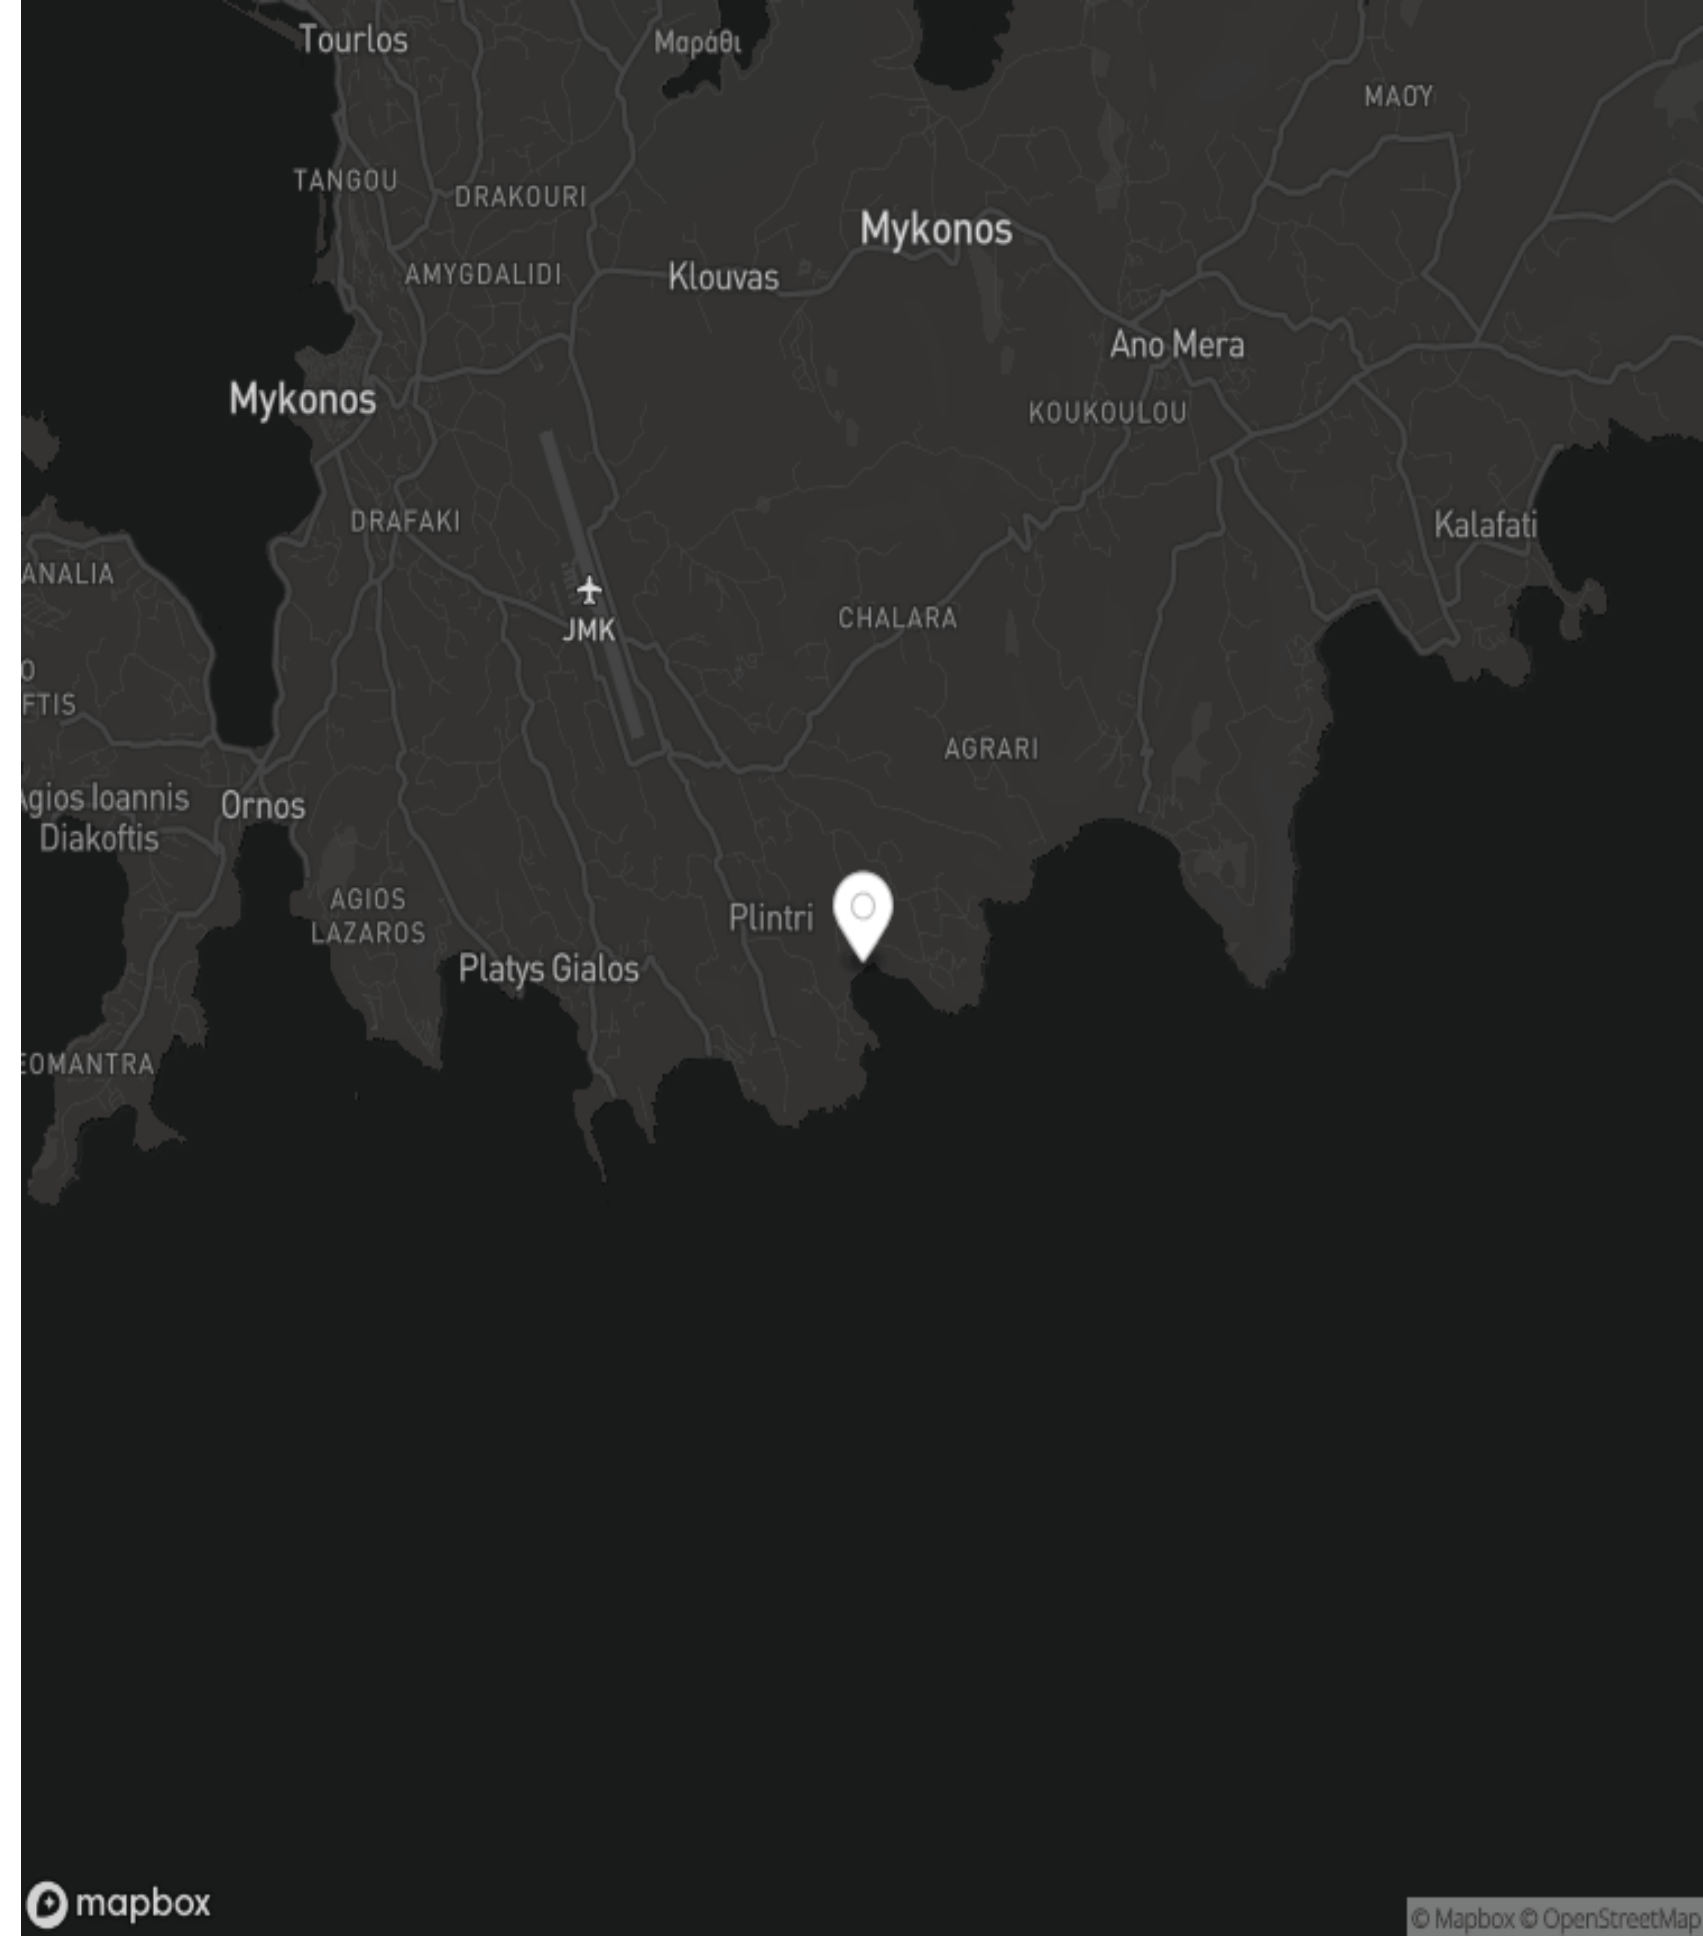 Tourlos
Μαράθι
ΜΑΟΥ
TANGOU
DRAKOURI
Mykonos
AMYGDALIDI
Klouvas
Ano Mera
Mykonos
KOUKOULOU
DRAFAKI
Kalafati
ANALIA
JMK
CHALARA
O
FTIS
AGRARI
Agios Ioannis
Diakoftis
Ornos
AGIOS
LAZAROS
Plintri
Platys Gialos
EOMANTRA
mapbox
© Mapbox © OpenStreetMap